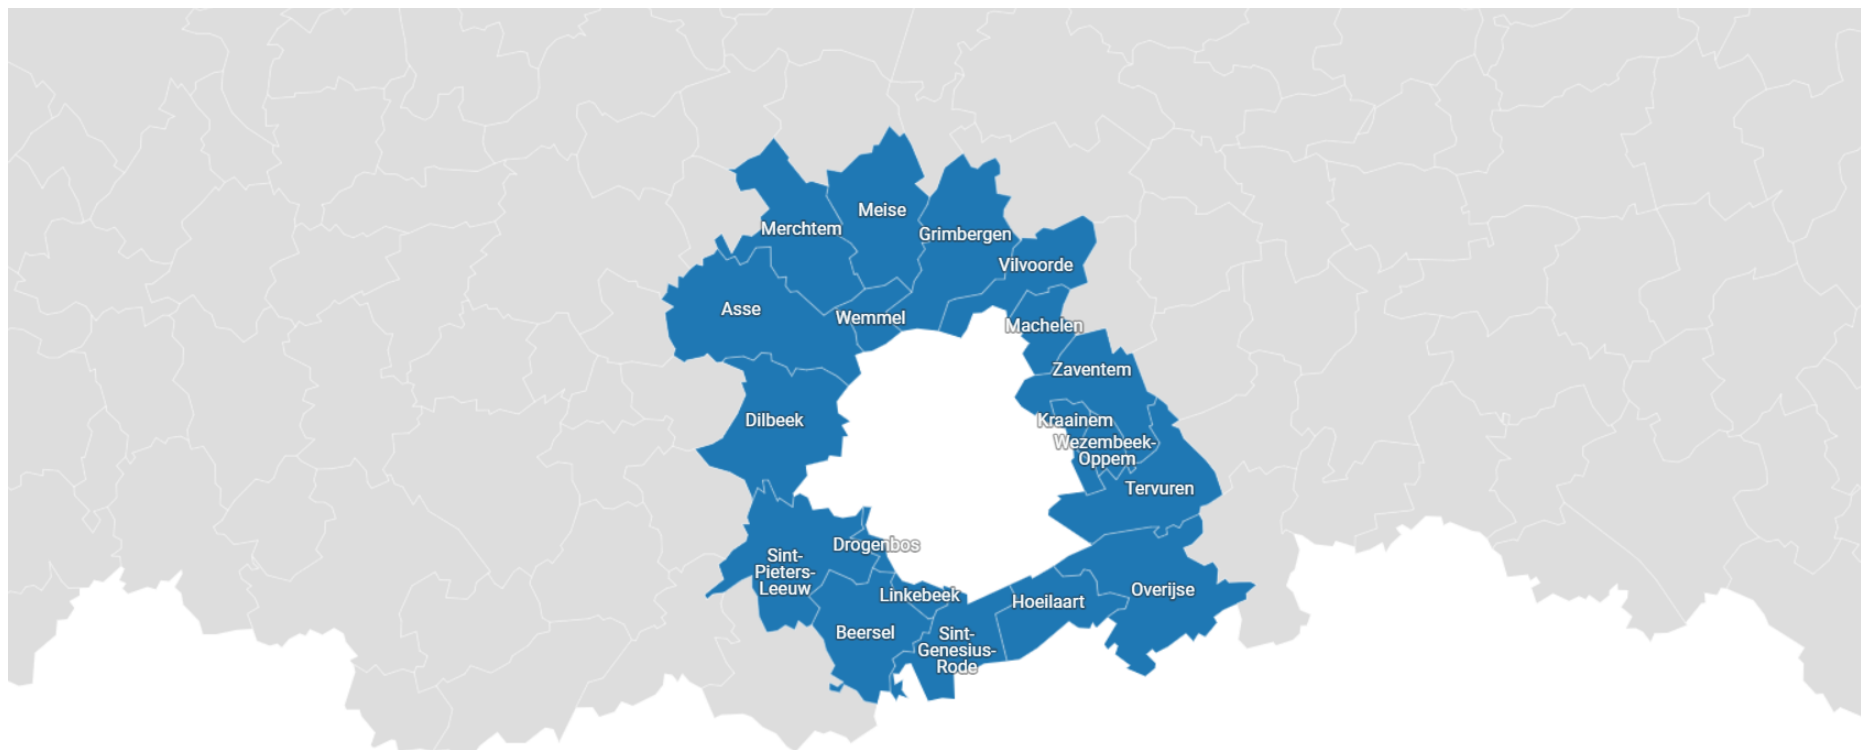 Meise
Merchtem
Grimbergen
Vilvoorde
Asse
Wemmel
Machelen
Zaventem
Dilbeek
Kraainem
Wezembeek-
Oppem
Tervuren
Drogenbos
Sint-
Pieters-
Leeuw
Linkebeek
Hoeilaart
Overijse
Beersel
Sint-
Genesius-
Rode